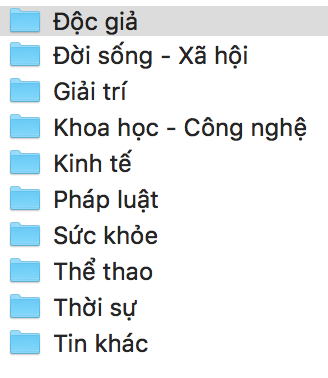 Độc giả
Đời sống - Xã hội
Giải trí
Khoa học - Công nghệ
Kinh tế
Pháp luật
Sức khỏe
Thể thao
Thời sự
Tin khác